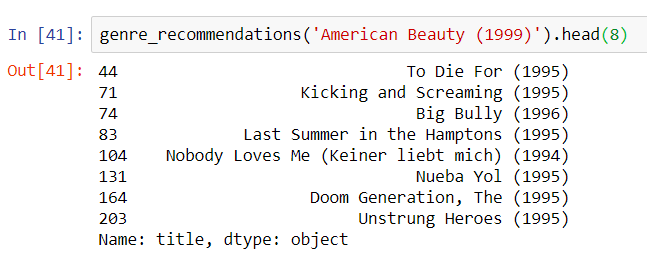 In [41]: genre_recommendations('American Beauty (1999)').head(8)
Out[41]: 44 To Die For (1995)
71 Kicking and Screaming (1995)
74 Big Bully (1996)
83 Last Summer in the Hamptons (1995)
104 Nobody Loves Me (Keiner liebt mich) (1994)
131 Nueba Yol (1995)
164 Doom Generation, The (1995)
203 Unstrung Heroes (1995)
Name: title, dtype: object